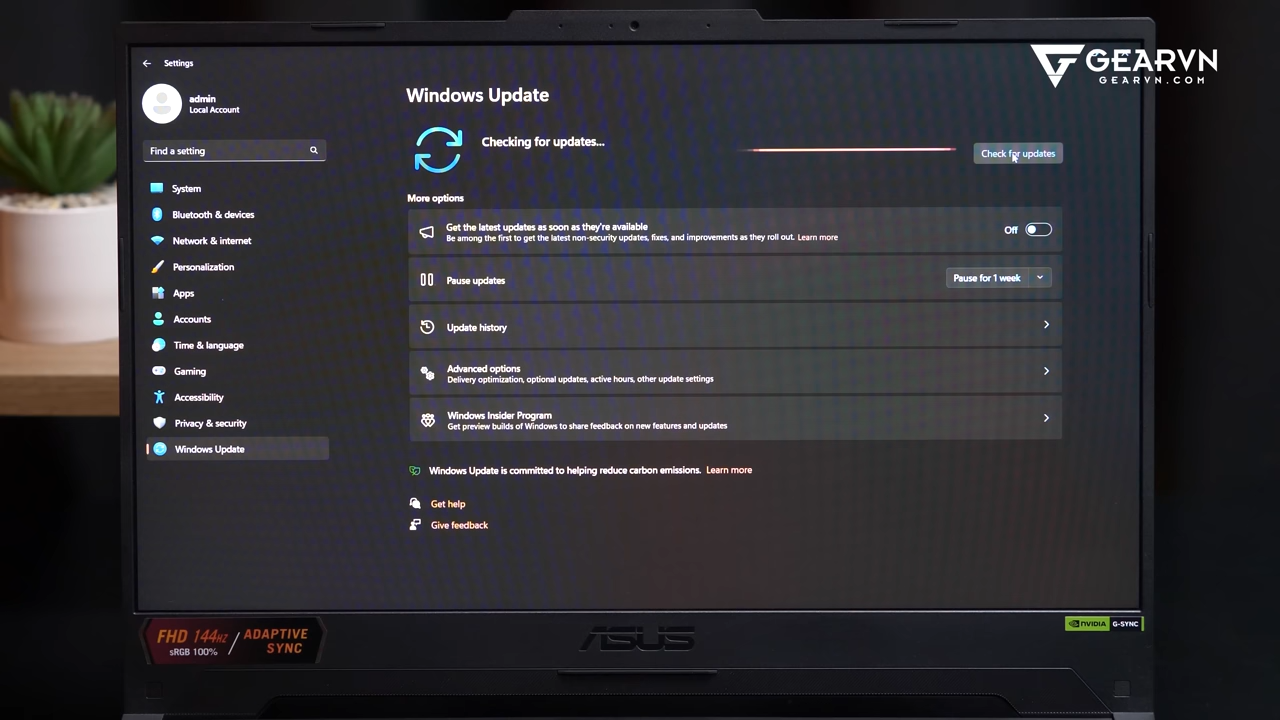 GEARVN
GEARVN.COM
Settings
admin
Local Account
Find a setting
System
Bluetooth & devices
Network & internet
Personalization
Apps
Accounts
Time & language
Gaming
Accessibility
Privacy & security
Windows Update
Windows Update
Checking for updates...
Check for updates
More options
Get the latest updates as soon as they're available
Be among the first to get the latest non-security updates, fixes, and improvements as they roll out. Learn more
Off
Pause updates
Pause for 1 week
Update history
Advanced options
Delivery optimization, optional updates, active hours, other update settings
Windows Insider Program
Get preview builds of Windows to share feedback on new features and updates
Windows Update is committed to helping reduce carbon emissions. Learn more
Get help
Give feedback
FHD 144HZ / ADAPTIVE SYNC
sRGB 100%
ASUS
NVIDIA G-SYNC